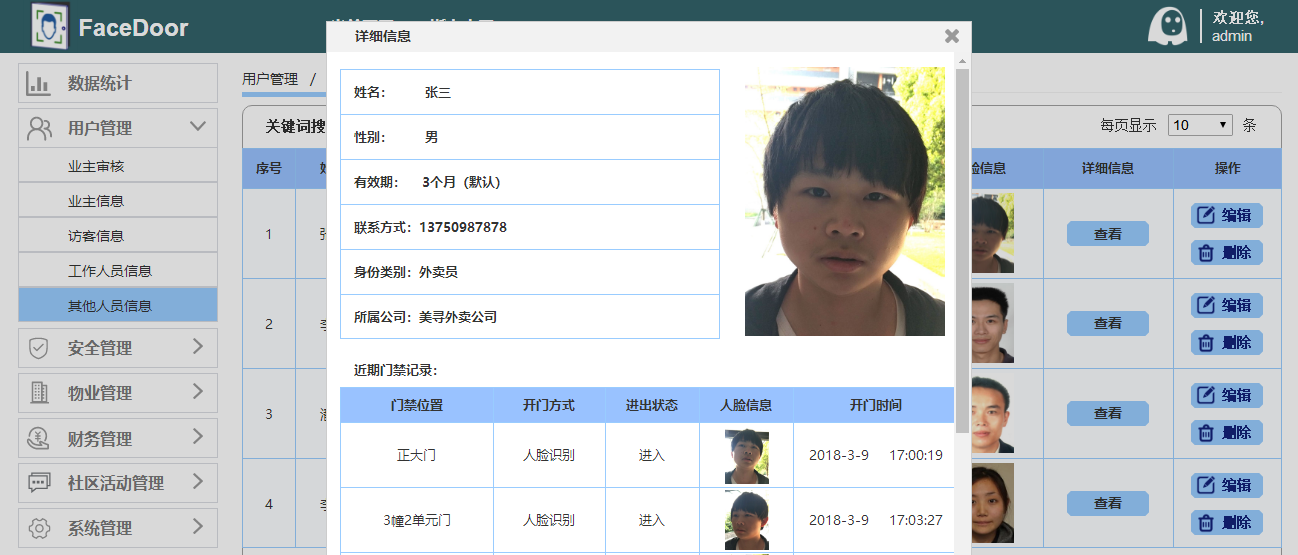 FaceDoor
欢迎您,
admin
详细信息
数据统计
用户管理
业主审核
业主信息
访客信息
工作人员信息
其他人员信息
安全管理
物业管理
财务管理
社区活动管理
系统管理
用户管理 /
关键词搜
每页显示 10 条
序号 详细信息 操作
1 查看 编辑
删除
2 查看 编辑
删除
3 查看 编辑
删除
4 查看 编辑
删除
姓名: 张三
性别: 男
有效期: 3个月（默认）
联系方式: 13750987878
身份类别: 外卖员
所属公司: 美寻外卖公司
近期门禁记录:
门禁位置 开门方式 进出状态 人脸信息 开门时间
正大门 人脸识别 进入 2018-3-9 17:00:19
3幢2单元门 人脸识别 进入 2018-3-9 17:03:27